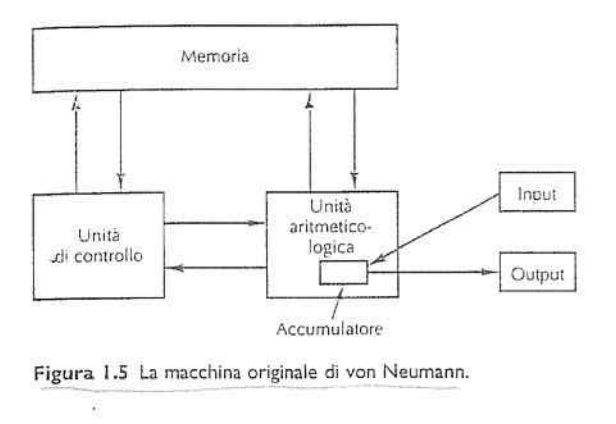 Memoria
Unità
di controllo
Unità
aritmetico-
logica
Input
Output
Accumulatore
Figura 1.5 La macchina originale di von Neumann.